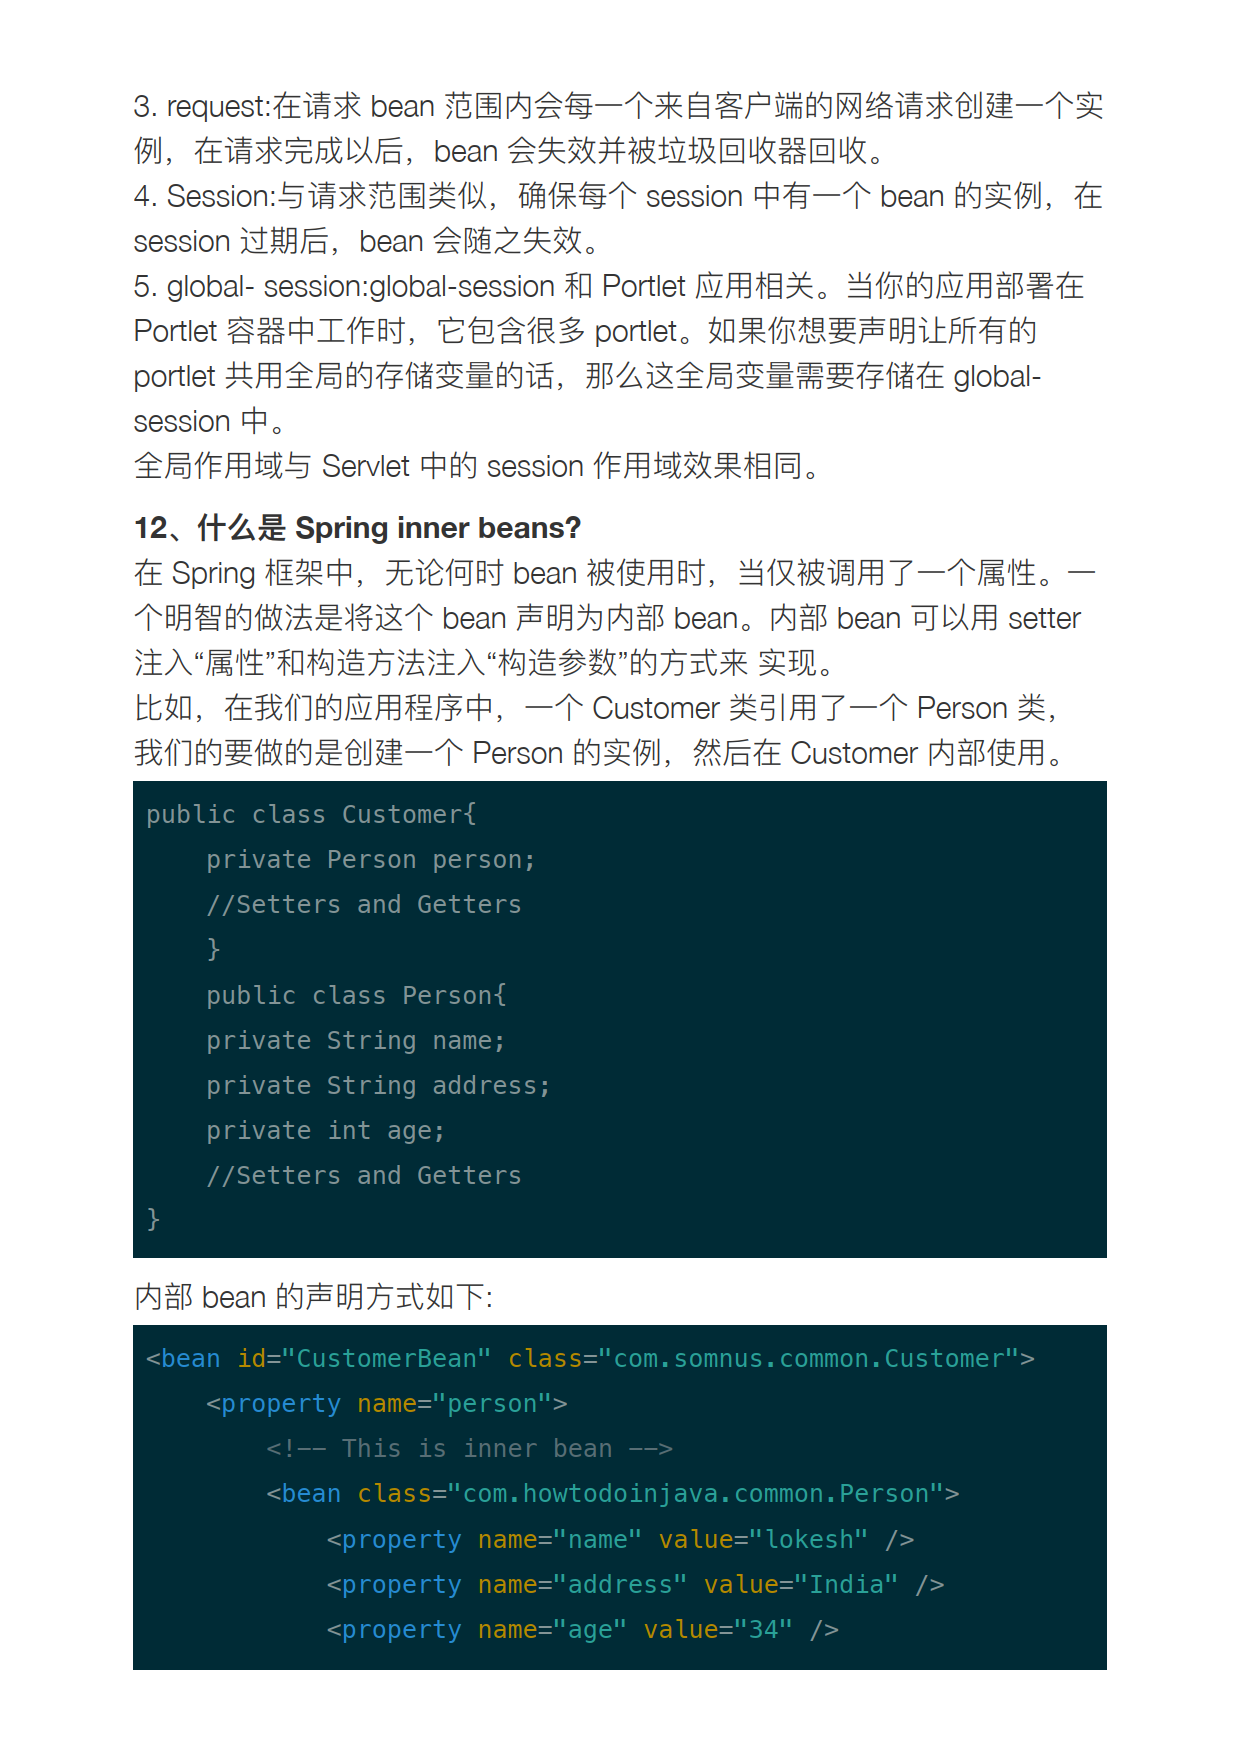 3. request:在请求 bean 范围内会每一个来自客户端的网络请求创建一个实
例，在请求完成以后，bean 会失效并被垃圾回收器回收。
4. Session:与请求范围类似，确保每个 session 中有一个 bean 的实例，在
session 过期后，bean 会随之失效。
5. global- session:global-session 和 Portlet 应用相关。当你的应用部署在
Portlet 容器中工作时，它包含很多 portlet。如果你想要声明让所有的
portlet 共用全局的存储变量的话，那么这全局变量需要存储在 global-
session 中。
全局作用域与 Servlet 中的 session 作用域效果相同。
12、什么是 Spring inner beans?
在 Spring 框架中，无论何时 bean 被使用时，当仅被调用了一个属性。一
个明智的做法是将这个 bean 声明为内部 bean。内部 bean 可以用 setter
注入“属性”和构造方法注入“构造参数”的方式来 实现。
比如，在我们的应用程序中，一个 Customer 类引用了一个 Person 类，
我们的要做的是创建一个 Person 的实例，然后在 Customer 内部使用。
public class Customer{
    private Person person;
    //Setters and Getters
    }
    public class Person{
    private String name;
    private String address;
    private int age;
    //Setters and Getters
}
内部 bean 的声明方式如下:
<bean id="CustomerBean" class="com.somnus.common.Customer">
    <property name="person">
        <!-- This is inner bean -->
        <bean class="com.howtodoinjava.common.Person">
            <property name="name" value="lokesh" />
            <property name="address" value="India" />
            <property name="age" value="34" />